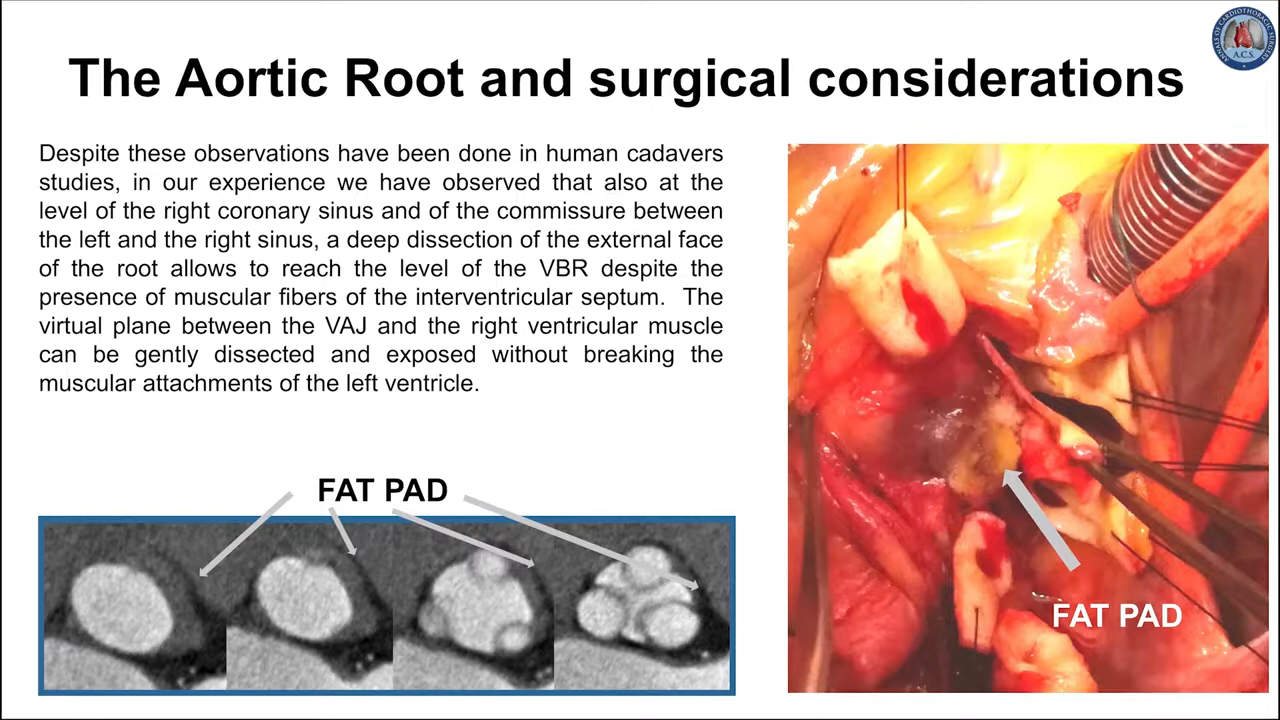 The Aortic Root and surgical considerations
ANNALS OF CARDIOTHORACIC SURGERY
A.C.S.
Despite these observations have been done in human cadavers
studies, in our experience we have observed that also at the
level of the right coronary sinus and of the commissure between
the left and the right sinus, a deep dissection of the external face
of the root allows to reach the level of the VBR despite the
presence of muscular fibers of the interventricular septum. The
virtual plane between the VAJ and the right ventricular muscle
can be gently dissected and exposed without breaking the
muscular attachments of the left ventricle.
FAT PAD
FAT PAD